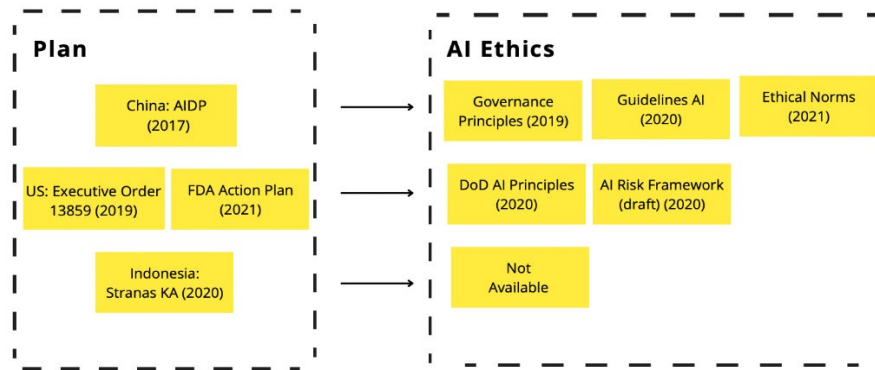 Plan
China: AIDP
(2017)
US: Executive Order
13859 (2019)
FDA Action Plan
(2021)
Indonesia:
Stranas KA (2020)
AI Ethics
Governance
Principles (2019)
Guidelines AI
(2020)
Ethical Norms
(2021)
DoD AI Principles
(2020)
AI Risk Framework
(draft) (2020)
Not
Available